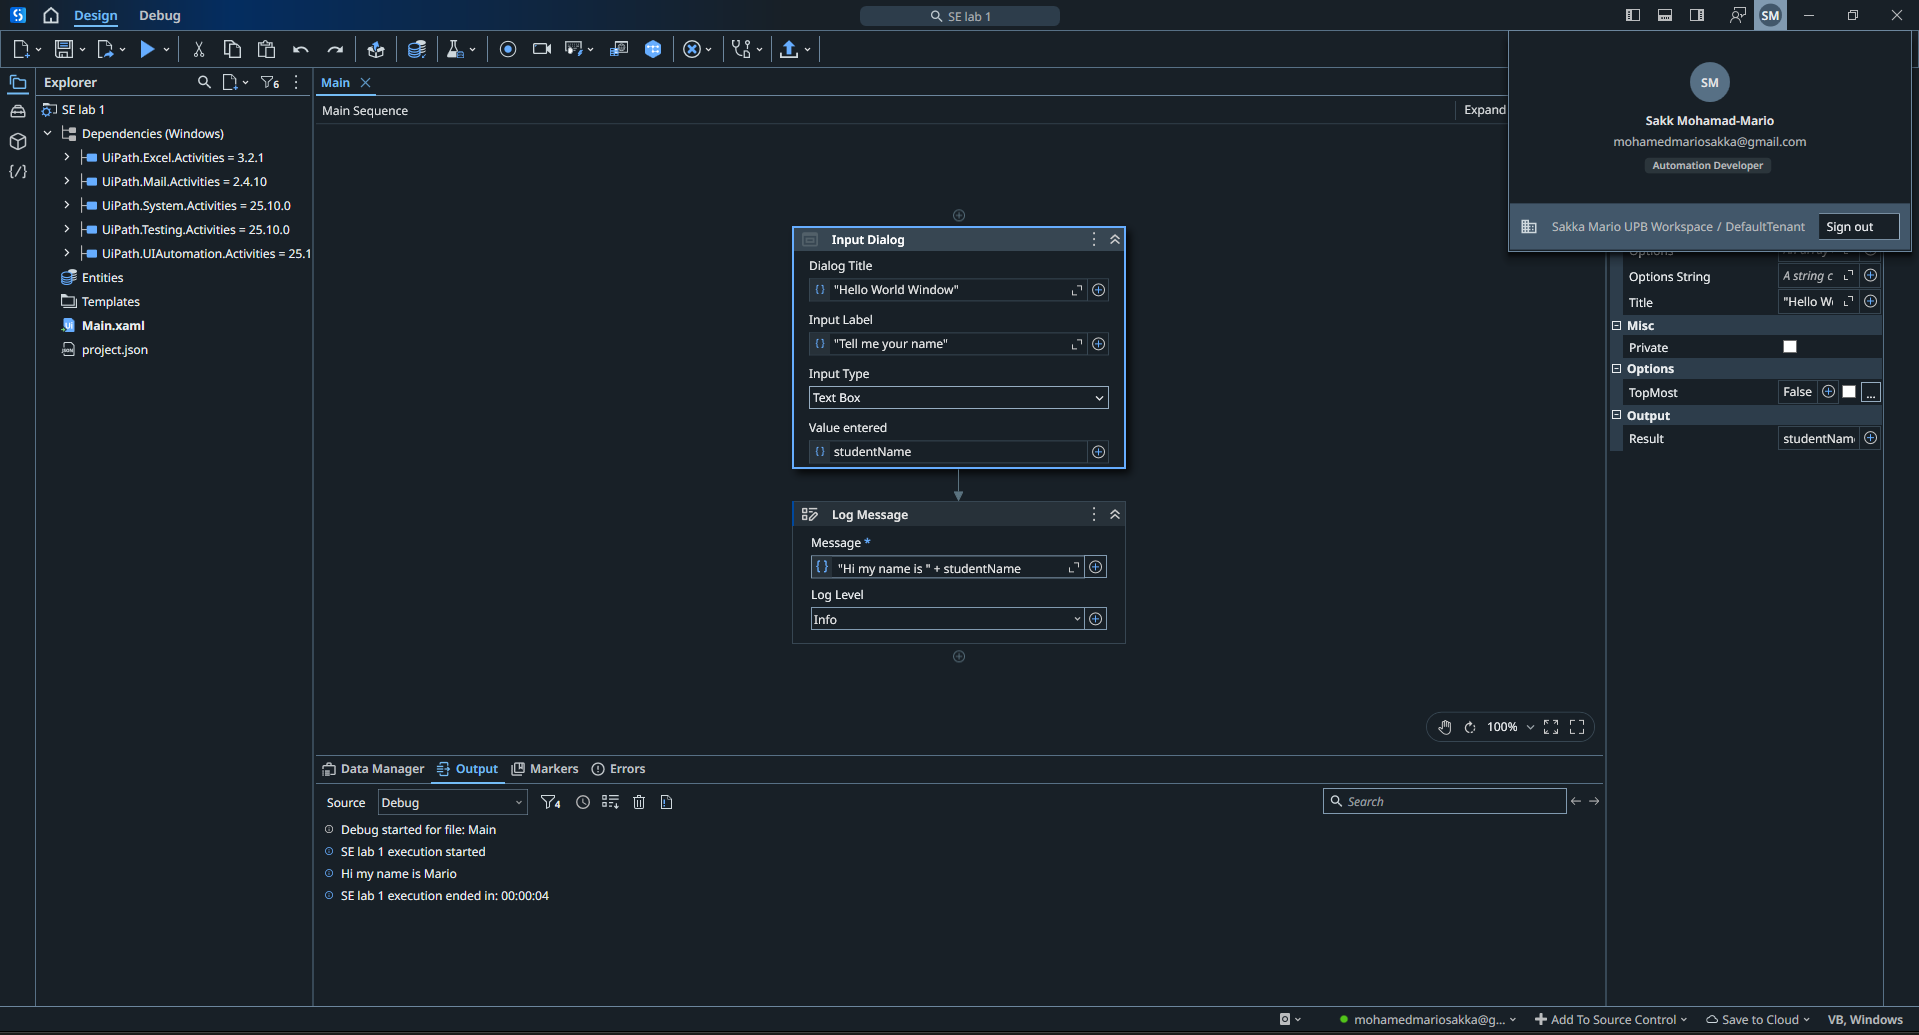 Design
Debug
SE lab 1
SM
Explorer
6
Main
SE lab 1
Dependencies (Windows)
UiPath.Excel.Activities = 3.2.1
UiPath.Mail.Activities = 2.4.10
UiPath.System.Activities = 25.10.0
UiPath.Testing.Activities = 25.10.0
UiPath.UIAutomation.Activities = 25.1
Entities
Templates
Main.xaml
project.json
Main Sequence
Expand
SM
Sakk Mohamad-Mario
mohamedmariosakka@gmail.com
Automation Developer
Sakka Mario UPB Workspace / DefaultTenant
Sign out
Input Dialog
Dialog Title
"Hello World Window"
Input Label
"Tell me your name"
Input Type
Text Box
Value entered
studentName
Log Message
Message *
"Hi my name is " + studentName
Log Level
Info
100%
Options
Options String
A string c
Title
"Hello W
Misc
Private
Options
TopMost
False
...
Output
Result
studentNam
Data Manager
Output
Markers
Errors
Source
Debug
4
Search
Debug started for file: Main
SE lab 1 execution started
Hi my name is Mario
SE lab 1 execution ended in: 00:00:04
mohamedmariosakka@g...
Add To Source Control
Save to Cloud
VB, Windows